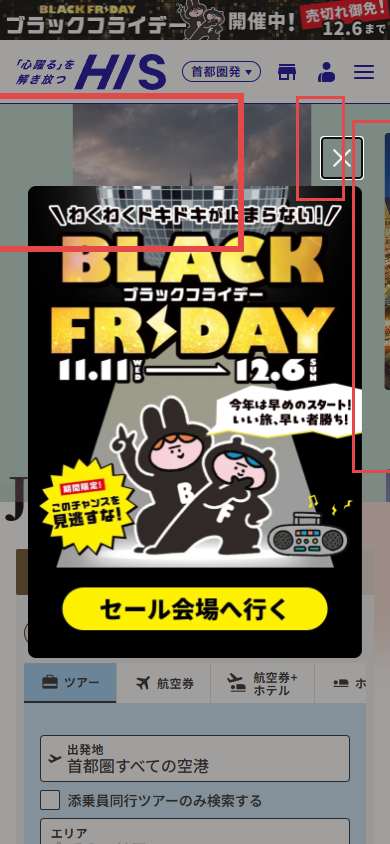 BLACK FRIDAY
ブラックフライデー
開催中！
売切れ御免！
12.6まで
「心躍る」を
解き放つ
HIS
首都圏発
わくわくドキドキが止まらない！
BLACK
ブラックフライデー
FRIDAY
11.11 WED 12.6 SUN
今年は早めのスタート！
いい旅、早い者勝ち！
期間限定！
このチャンスを
見逃すな！
B
F
セール会場へ行く
J
ツアー
航空券
航空券+
ホテル
ホ
出発地
首都圏すべての空港
添乗員同行ツアーのみ検索する
エリア